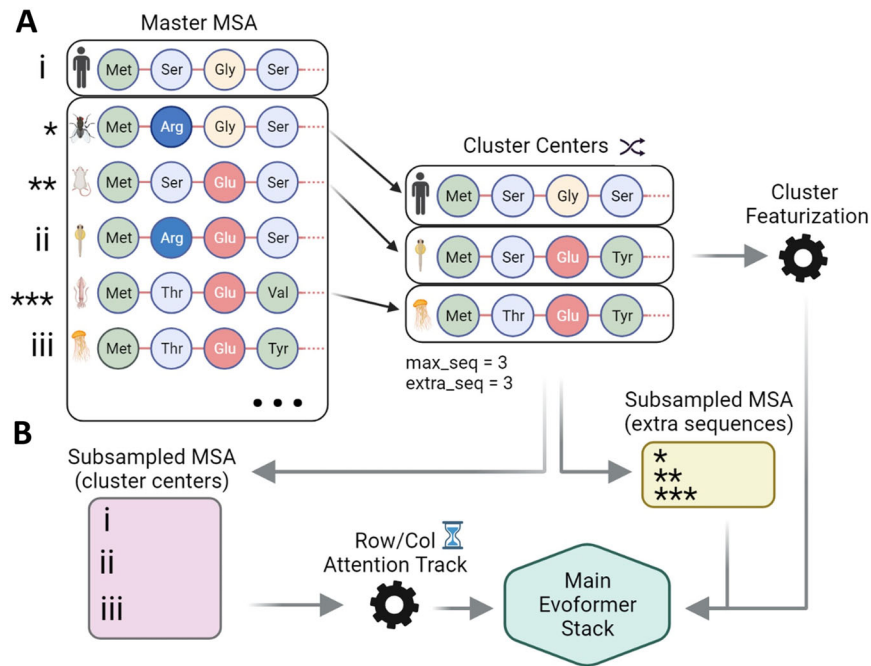 A
Master MSA
i Met Ser Gly Ser
* Met Arg Gly Ser
** Met Ser Glu Ser
ii Met Arg Glu Ser
*** Met Thr Glu Val
iii Met Thr Glu Tyr
...
Cluster Centers
Met Ser Gly Ser
Met Ser Glu Tyr
Met Thr Glu Tyr
max_seq = 3
extra_seq = 3
Cluster
Featurization
B
Subsampled MSA
(cluster centers)
i
ii
iii
Subsampled MSA
(extra sequences)
*
**
***
Row/Col
Attention Track
Main
Evoformer
Stack